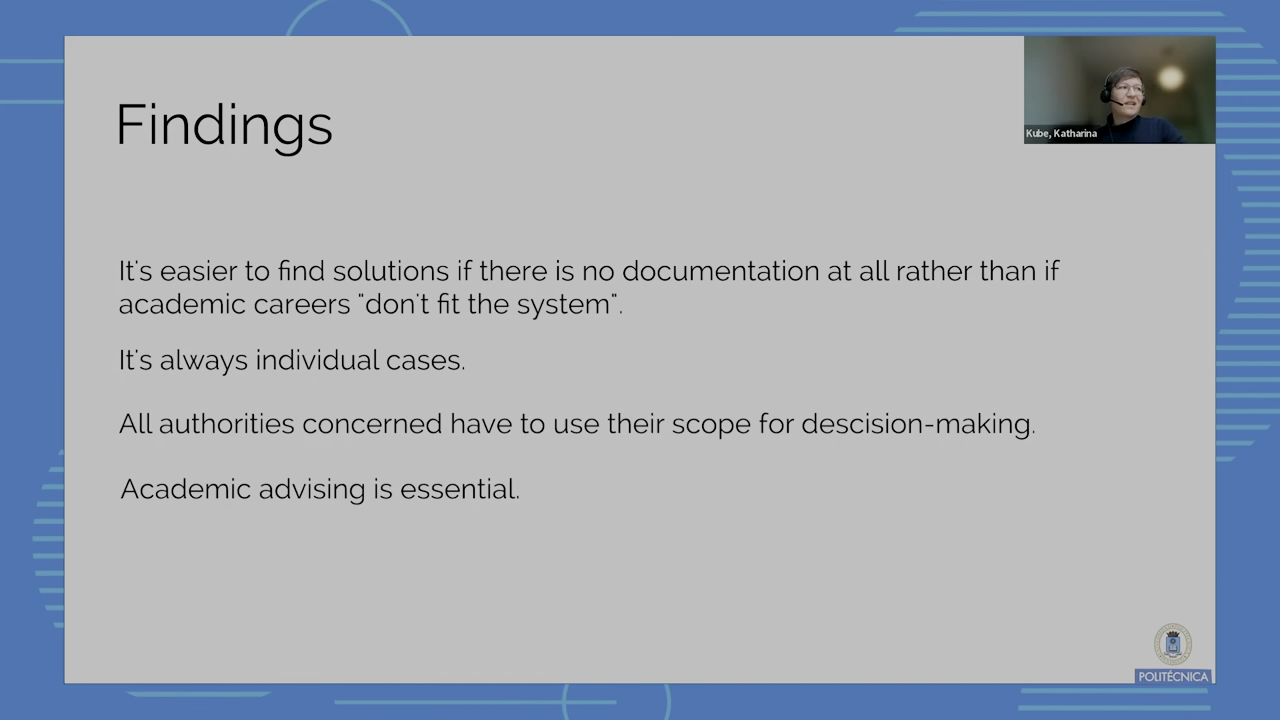 Findings
Kube, Katharina
It's easier to find solutions if there is no documentation at all rather than if
academic careers "don't fit the system".
It's always individual cases.
All authorities concerned have to use their scope for descision-making.
Academic advising is essential.
POLITÉCNICA